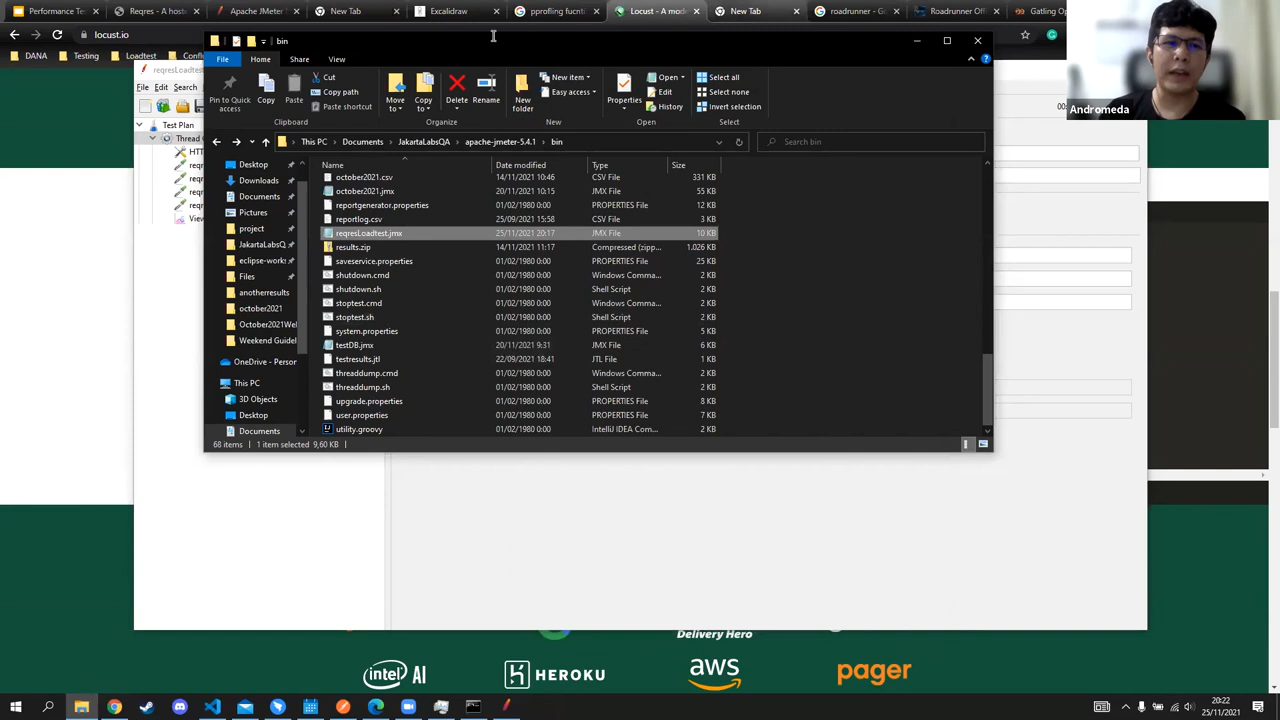 Performance Te
reqres
Apache JMeter
New Tab
Excalidraw
pprofling fucnti
Locust - A mode
New Tab
roadrunner - Go
Roadrunner Offi
Gatling Op
locust.io
DANA
Testing
Loadtest
Confi
bin
File
Home
Share
View
Pin to Quick access
Copy
Paste
Cut
Copy path
Paste shortcut
Clipboard
Move to
Copy to
Delete
Rename
Organize
New folder
New item
Easy access
New
Properties
Open
Edit
History
Open
Select all
Select none
Invert selection
Select
This PC
Documents
JakartaLabsQA
apache-jmeter-5.4.1
bin
Search bin
reqresLoadtest
File Edit Search
Test Plan
Thread
HTT
reqr
reqr
reqr
reqr
View
Desktop
Downloads
Documents
Pictures
project
JakartaLabsQ
eclipse-works
Files
anotherresults
october2021
October2021Wel
Weekend Guidel
OneDrive - Person
This PC
3D Objects
Desktop
Documents
Name Date modified Type Size
october2021.csv 14/11/2021 10:46 CSV File 331 KB
october2021.jmx 20/11/2021 10:15 JMX File 55 KB
reportgenerator.properties 01/02/1980 0:00 PROPERTIES File 12 KB
reportlog.csv 25/09/2021 15:58 CSV File 3 KB
reqresLoadtest.jmx 25/11/2021 20:17 JMX File 10 KB
results.zip 14/11/2021 11:17 Compressed (zipp... 1.026 KB
saveservice.properties 01/02/1980 0:00 PROPERTIES File 25 KB
shutdown.cmd 01/02/1980 0:00 Windows Comma... 2 KB
shutdown.sh 01/02/1980 0:00 Shell Script 2 KB
stoptest.cmd 01/02/1980 0:00 Windows Comma... 2 KB
stoptest.sh 01/02/1980 0:00 Shell Script 2 KB
system.properties 01/02/1980 0:00 PROPERTIES File 5 KB
testDB.jmx 20/11/2021 9:31 JMX File 6 KB
testresults.jtl 22/09/2021 18:41 JTL File 1 KB
threaddump.cmd 01/02/1980 0:00 Windows Comma... 2 KB
threaddump.sh 01/02/1980 0:00 Shell Script 2 KB
upgrade.properties 01/02/1980 0:00 PROPERTIES File 8 KB
user.properties 01/02/1980 0:00 PROPERTIES File 7 KB
utility.groovy 01/02/1980 0:00 IntelliJ IDEA Com... 2 KB
68 items 1 item selected 9,60 KB
Andromeda
Delivery Hero
intel AI
HEROKU
aws
pager
20:22
25/11/2021